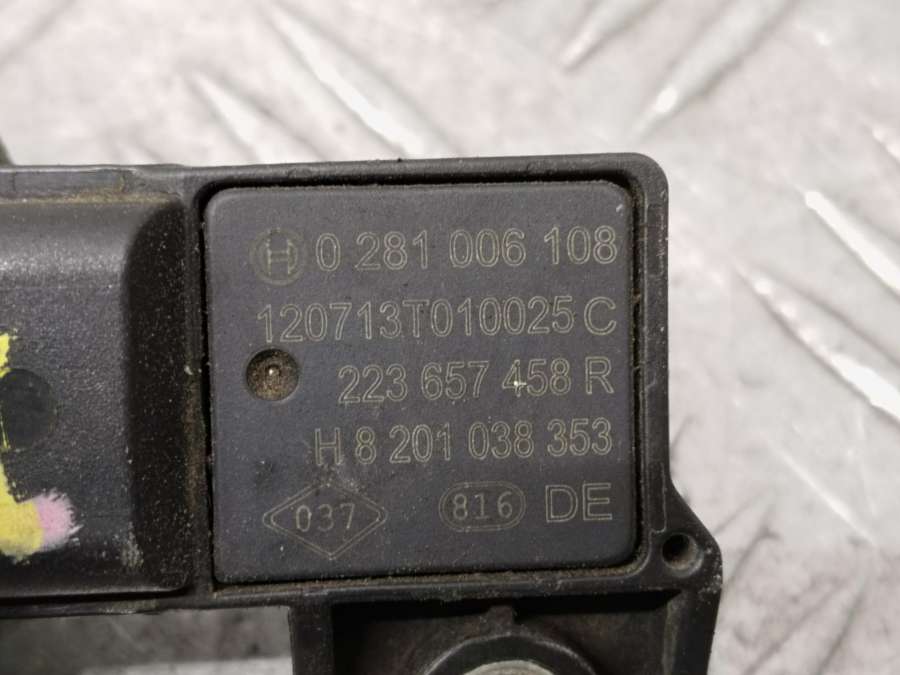 0 281 006 108
120713T010025 C
223 657 458 R
H 8 201 038 353
037 816 DE